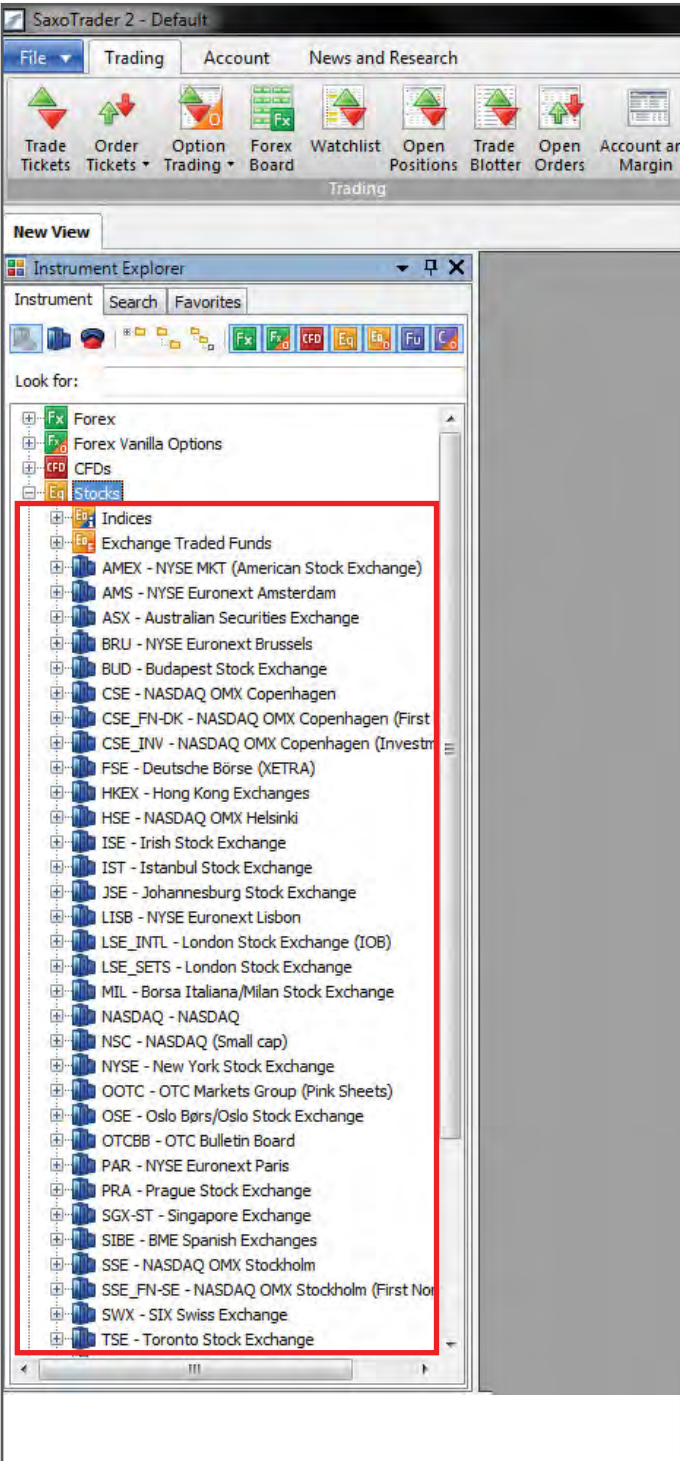 SaxoTrader 2 - Default
File Trading Account News and Research
Trade Tickets
Order Tickets
Option Trading
Forex Board
Watchlist
Open Positions
Trade Blotter
Open Orders
Account an
Margin
Trading
New View
Instrument Explorer
Instrument Search Favorites
Fx Fx O CFD Eq Eq O Fu C O
Look for:
Fx Forex
Fx O Forex Vanilla Options
CFD CFDs
Eq Stocks
Indices
Exchange Traded Funds
AMEX - NYSE MKT (American Stock Exchange)
AMS - NYSE Euronext Amsterdam
ASX - Australian Securities Exchange
BRU - NYSE Euronext Brussels
BUD - Budapest Stock Exchange
CSE - NASDAQ OMX Copenhagen
CSE_FN-DK - NASDAQ OMX Copenhagen (First
CSE_INV - NASDAQ OMX Copenhagen (Investm
FSE - Deutsche Börse (XETRA)
HKEX - Hong Kong Exchanges
HSE - NASDAQ OMX Helsinki
ISE - Irish Stock Exchange
IST - Istanbul Stock Exchange
JSE - Johannesburg Stock Exchange
LISB - NYSE Euronext Lisbon
LSE_INTL - London Stock Exchange (IOB)
LSE_SETS - London Stock Exchange
MIL - Borsa Italiana/Milan Stock Exchange
NASDAQ - NASDAQ
NSC - NASDAQ (Small cap)
NYSE - New York Stock Exchange
OOTC - OTC Markets Group (Pink Sheets)
OSE - Oslo Børs/Oslo Stock Exchange
OTCBB - OTC Bulletin Board
PAR - NYSE Euronext Paris
PRA - Prague Stock Exchange
SGX-ST - Singapore Exchange
SIBE - BME Spanish Exchanges
SSE - NASDAQ OMX Stockholm
SSE_FN-SE - NASDAQ OMX Stockholm (First Nor
SWX - SIX Swiss Exchange
TSE - Toronto Stock Exchange